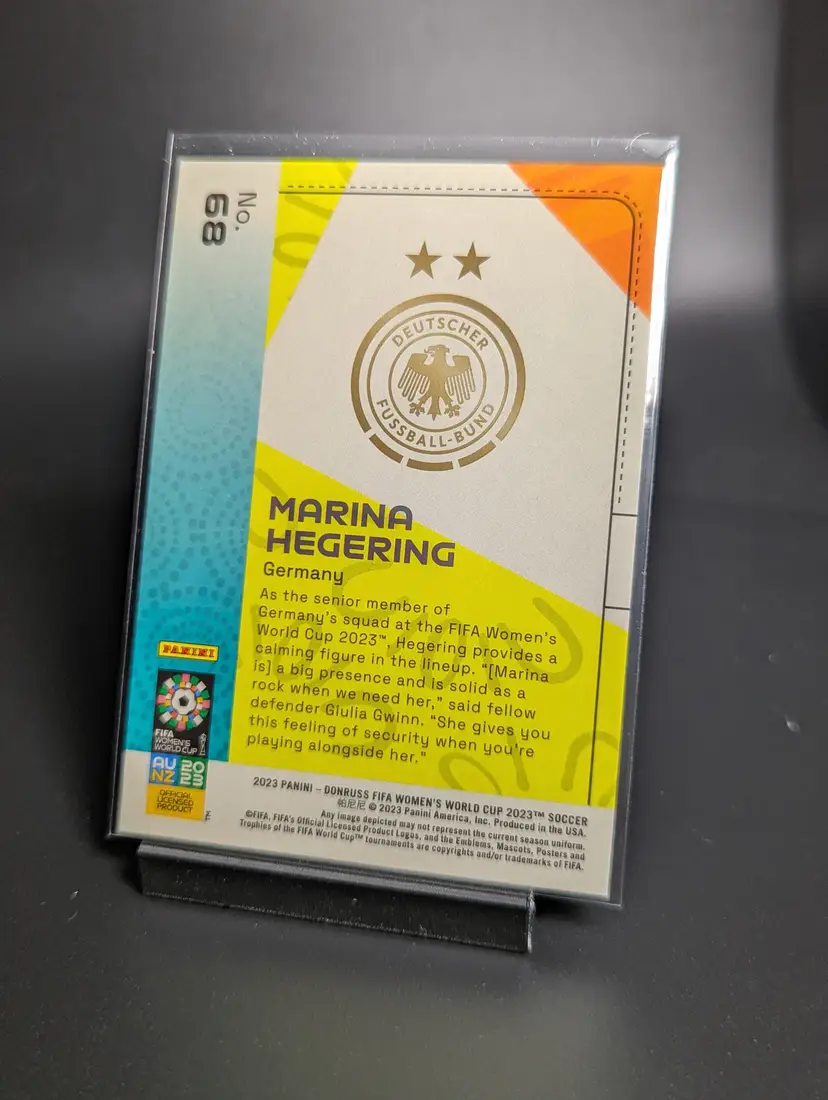 No.
68
DEUTSCHER
FUSSBALL-BUND
MARINA
HEGERING
Germany
As the senior member of
Germany's squad at the FIFA Women's
World Cup 2023™, Hegering provides a
calming figure in the lineup. "[Marina
is] a big presence and is solid as a
rock when we need her," said fellow
defender Giulia Gwinn. "She gives you
this feeling of security when you're
playing alongside her."
PANINI
FIFA
WOMEN'S
WORLD CUP
AU 20
NZ 23
OFFICIAL
LICENSED
PRODUCT
2023 PANINI – DONRUSS FIFA WOMEN'S WORLD CUP 2023™ SOCCER
帕尼尼 © 2023 Panini America, Inc. Produced in the USA.
Any image depicted may not represent the current season uniform.
©FIFA, FIFA's Official Licensed Product Logos, and the Emblems, Mascots, Posters and
Trophies of the FIFA World Cup™ tournaments are copyrights and/or trademarks of FIFA.